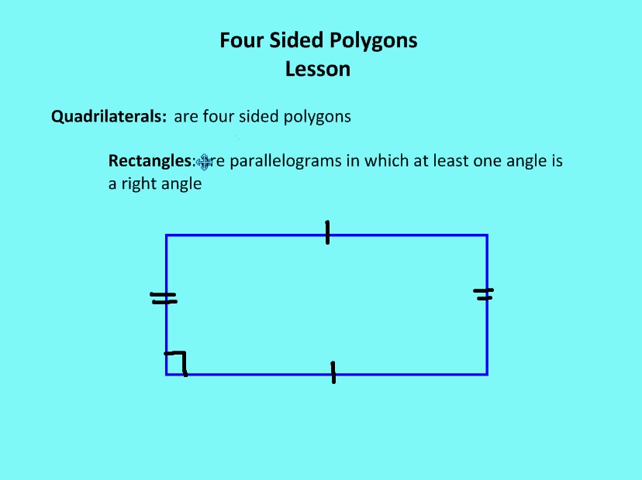 Four Sided Polygons
Lesson
Quadrilaterals: are four sided polygons
Rectangles: are parallelograms in which at least one angle is
a right angle